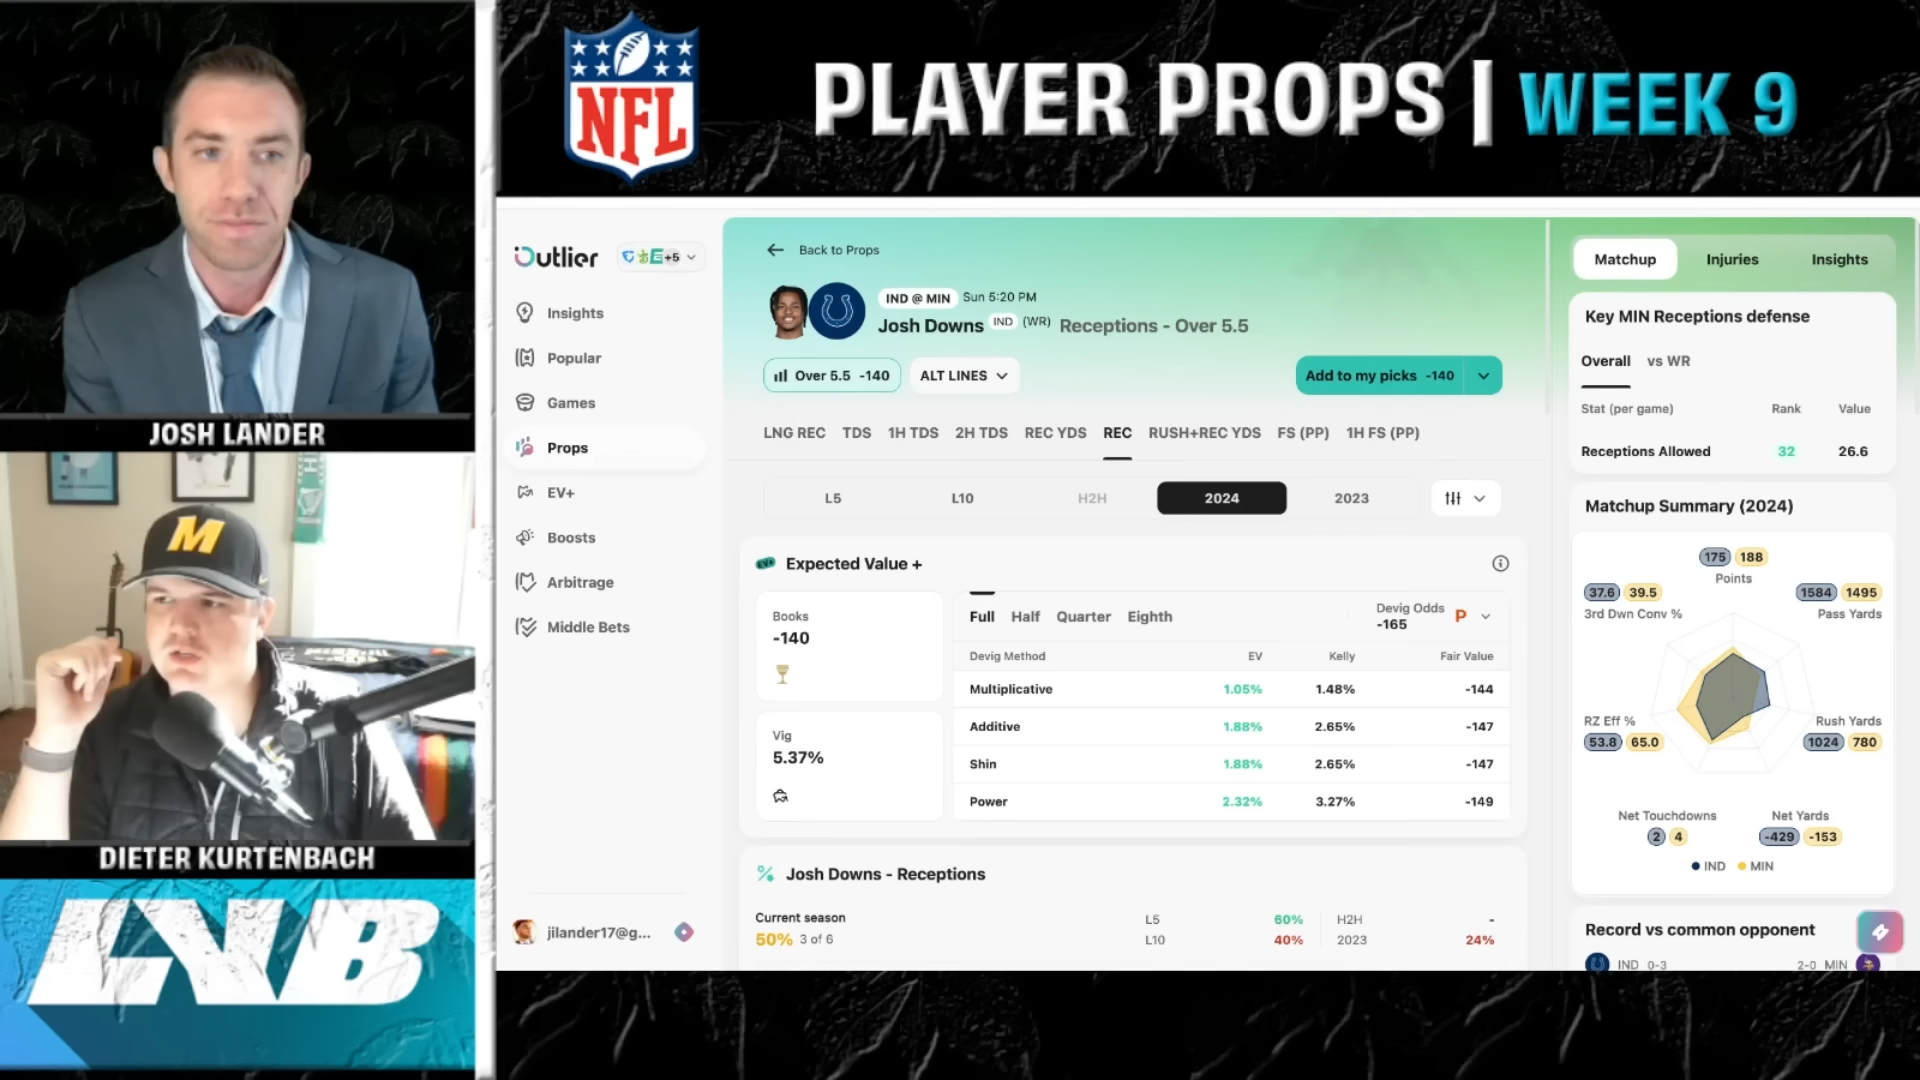 NFL
PLAYER PROPS | WEEK 9
JOSH LANDER
M
DIETER KURTENBACH
LVB
Outlier
+5
Insights
Popular
Games
Props
EV+
Boosts
Arbitrage
Middle Bets
jilander17@g...
Back to Props
IND @ MIN Sun 5:20 PM
Josh Downs IND (WR) Receptions - Over 5.5
Over 5.5 -140
ALT LINES
Add to my picks -140
LNG REC TDS 1H TDS 2H TDS REC YDS REC RUSH+REC YDS FS (PP) 1H FS (PP)
L5 L10 H2H 2024 2023
EV+ Expected Value +
Books
-140
Vig
5.37%
Full Half Quarter Eighth
Devig Odds
-165 P
Devig Method EV Kelly Fair Value
Multiplicative 1.05% 1.48% -144
Additive 1.88% 2.65% -147
Shin 1.88% 2.65% -147
Power 2.32% 3.27% -149
Josh Downs - Receptions
Current season
50% 3 of 6
L5 60% H2H -
L10 40% 2023 24%
Matchup Injuries Insights
Key MIN Receptions defense
Overall vs WR
Stat (per game) Rank Value
Receptions Allowed 32 26.6
Matchup Summary (2024)
175 188
Points
37.6 39.5
3rd Dwn Conv %
1584 1495
Pass Yards
RZ Eff %
53.8 65.0
Rush Yards
1024 780
Net Touchdowns
2 4
Net Yards
-429 -153
IND MIN
Record vs common opponent
IND 0-3 2-0 MIN